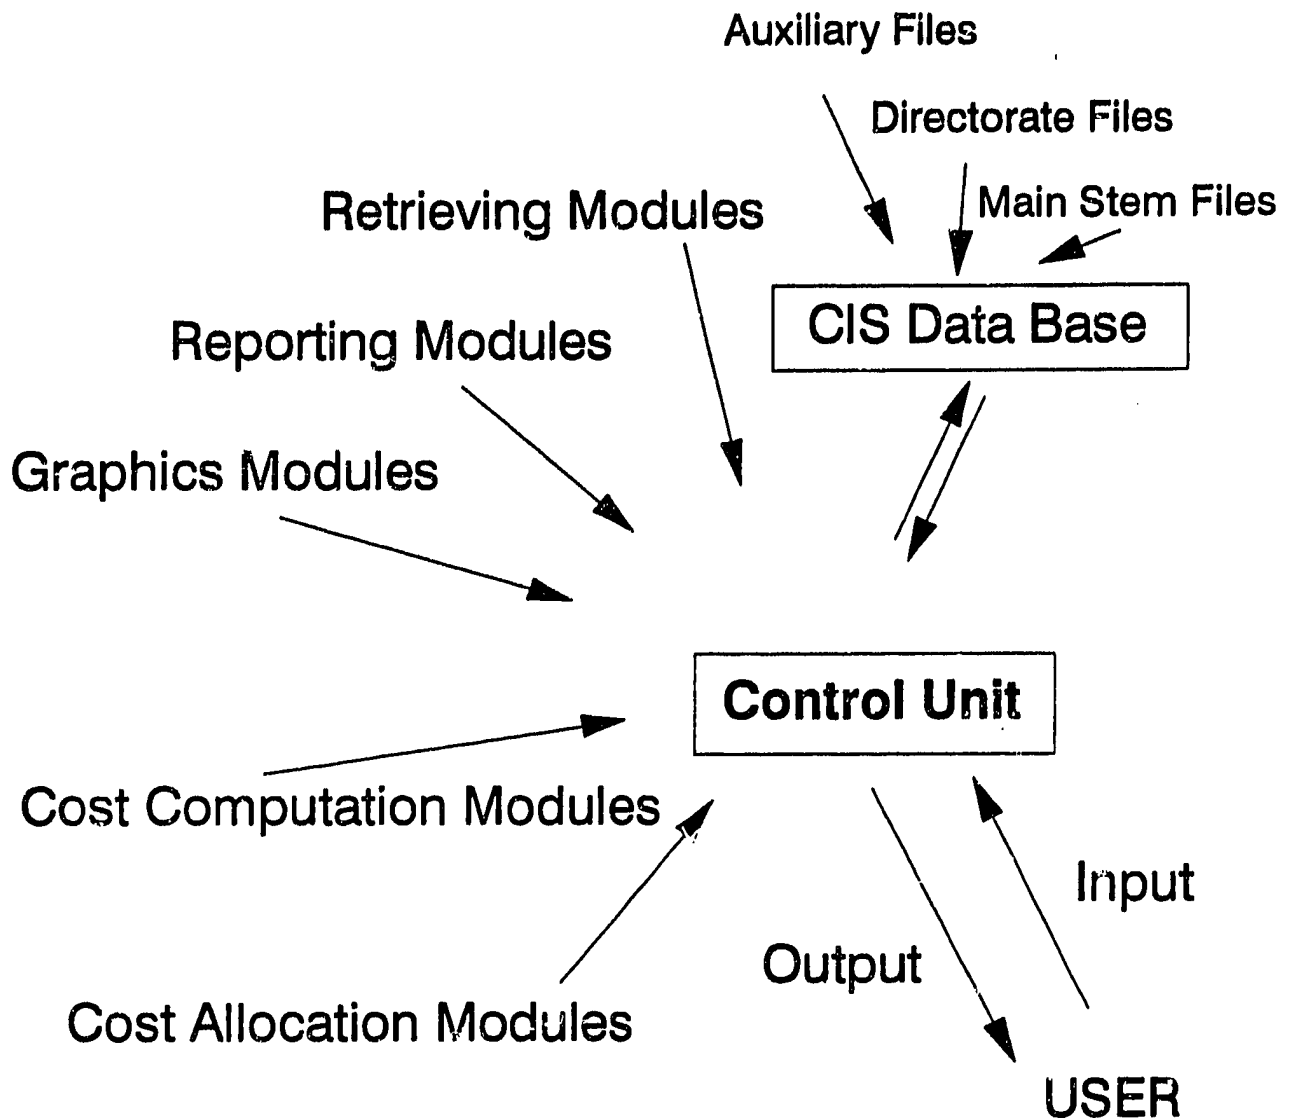 Auxiliary Files
Directorate Files
Main Stem Files
Retrieving Modules
CIS Data Base
Reporting Modules
Graphics Modules
Control Unit
Cost Computation Modules
Input
Output
Cost Allocation Modules
USER